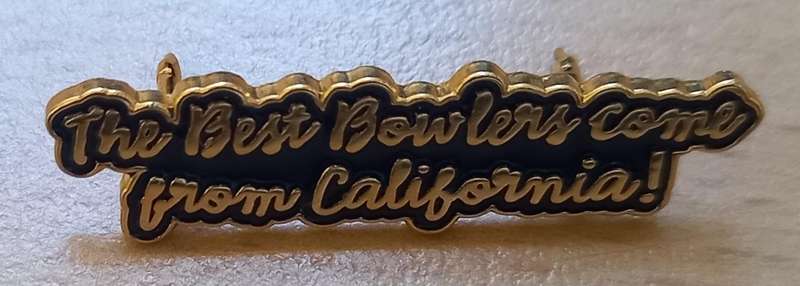 The Best Bowlers come
from California!